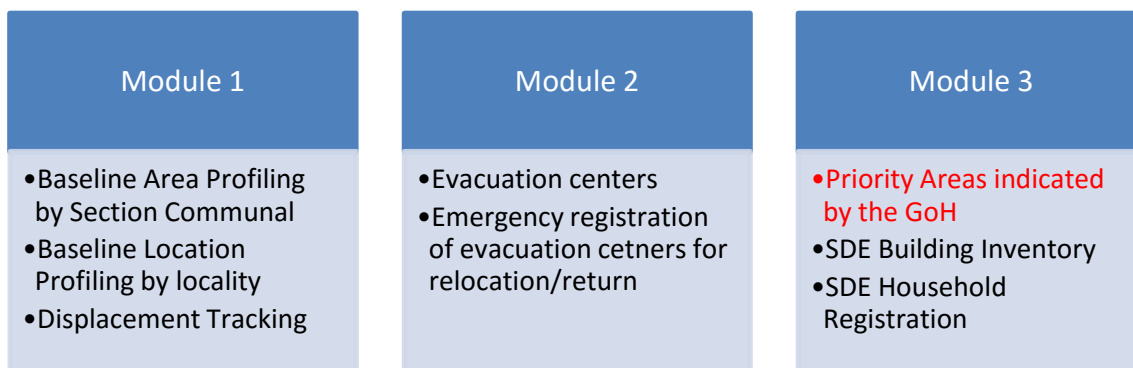 Module 1
•Baseline Area Profiling
by Section Communal
•Baseline Location
Profiling by locality
•Displacement Tracking
Module 2
•Evacuation centers
•Emergency registration
of evacuation cetners for
relocation/return
Module 3
•Priority Areas indicated
by the GoH
•SDE Building Inventory
•SDE Household
Registration